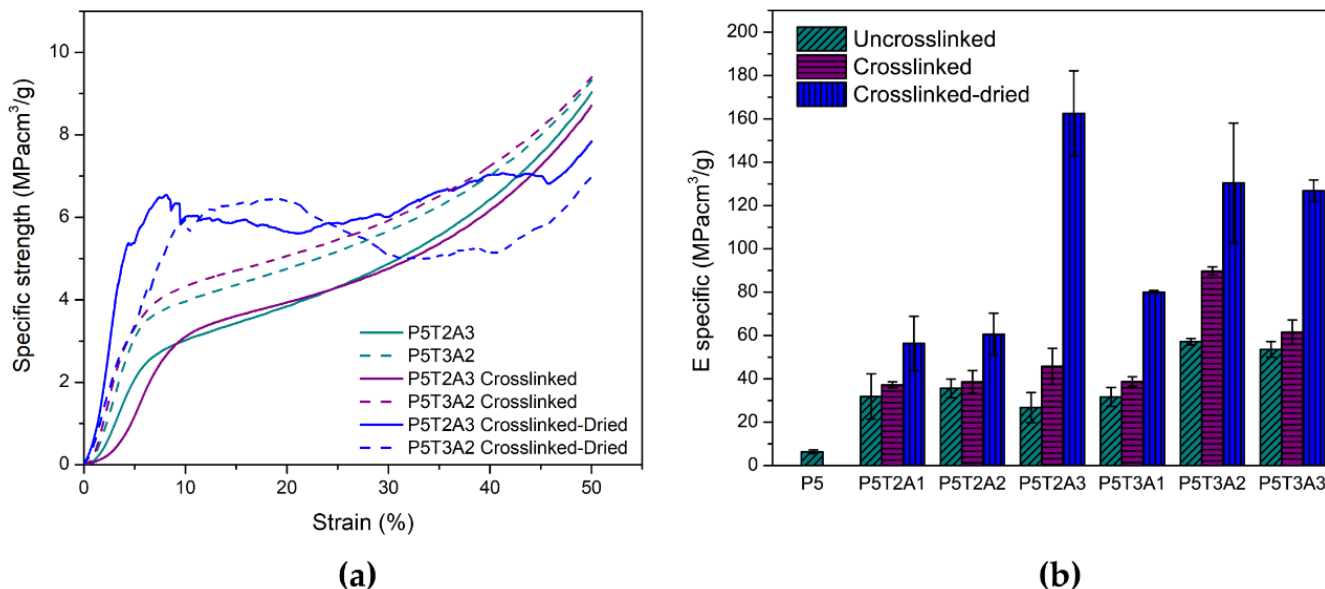 Specific strength (MPacm³/g)
10
8
6
4
2
0
P5T2A3
P5T3A2
P5T2A3 Crosslinked
P5T3A2 Crosslinked
P5T2A3 Crosslinked-Dried
P5T3A2 Crosslinked-Dried
0 10 20 30 40 50
Strain (%)
(a)
E specific (MPacm³/g)
200
180
160
140
120
100
80
60
40
20
0
Uncrosslinked
Crosslinked
Crosslinked-dried
P5 P5T2A1 P5T2A2 P5T2A3 P5T3A1 P5T3A2 P5T3A3
(b)